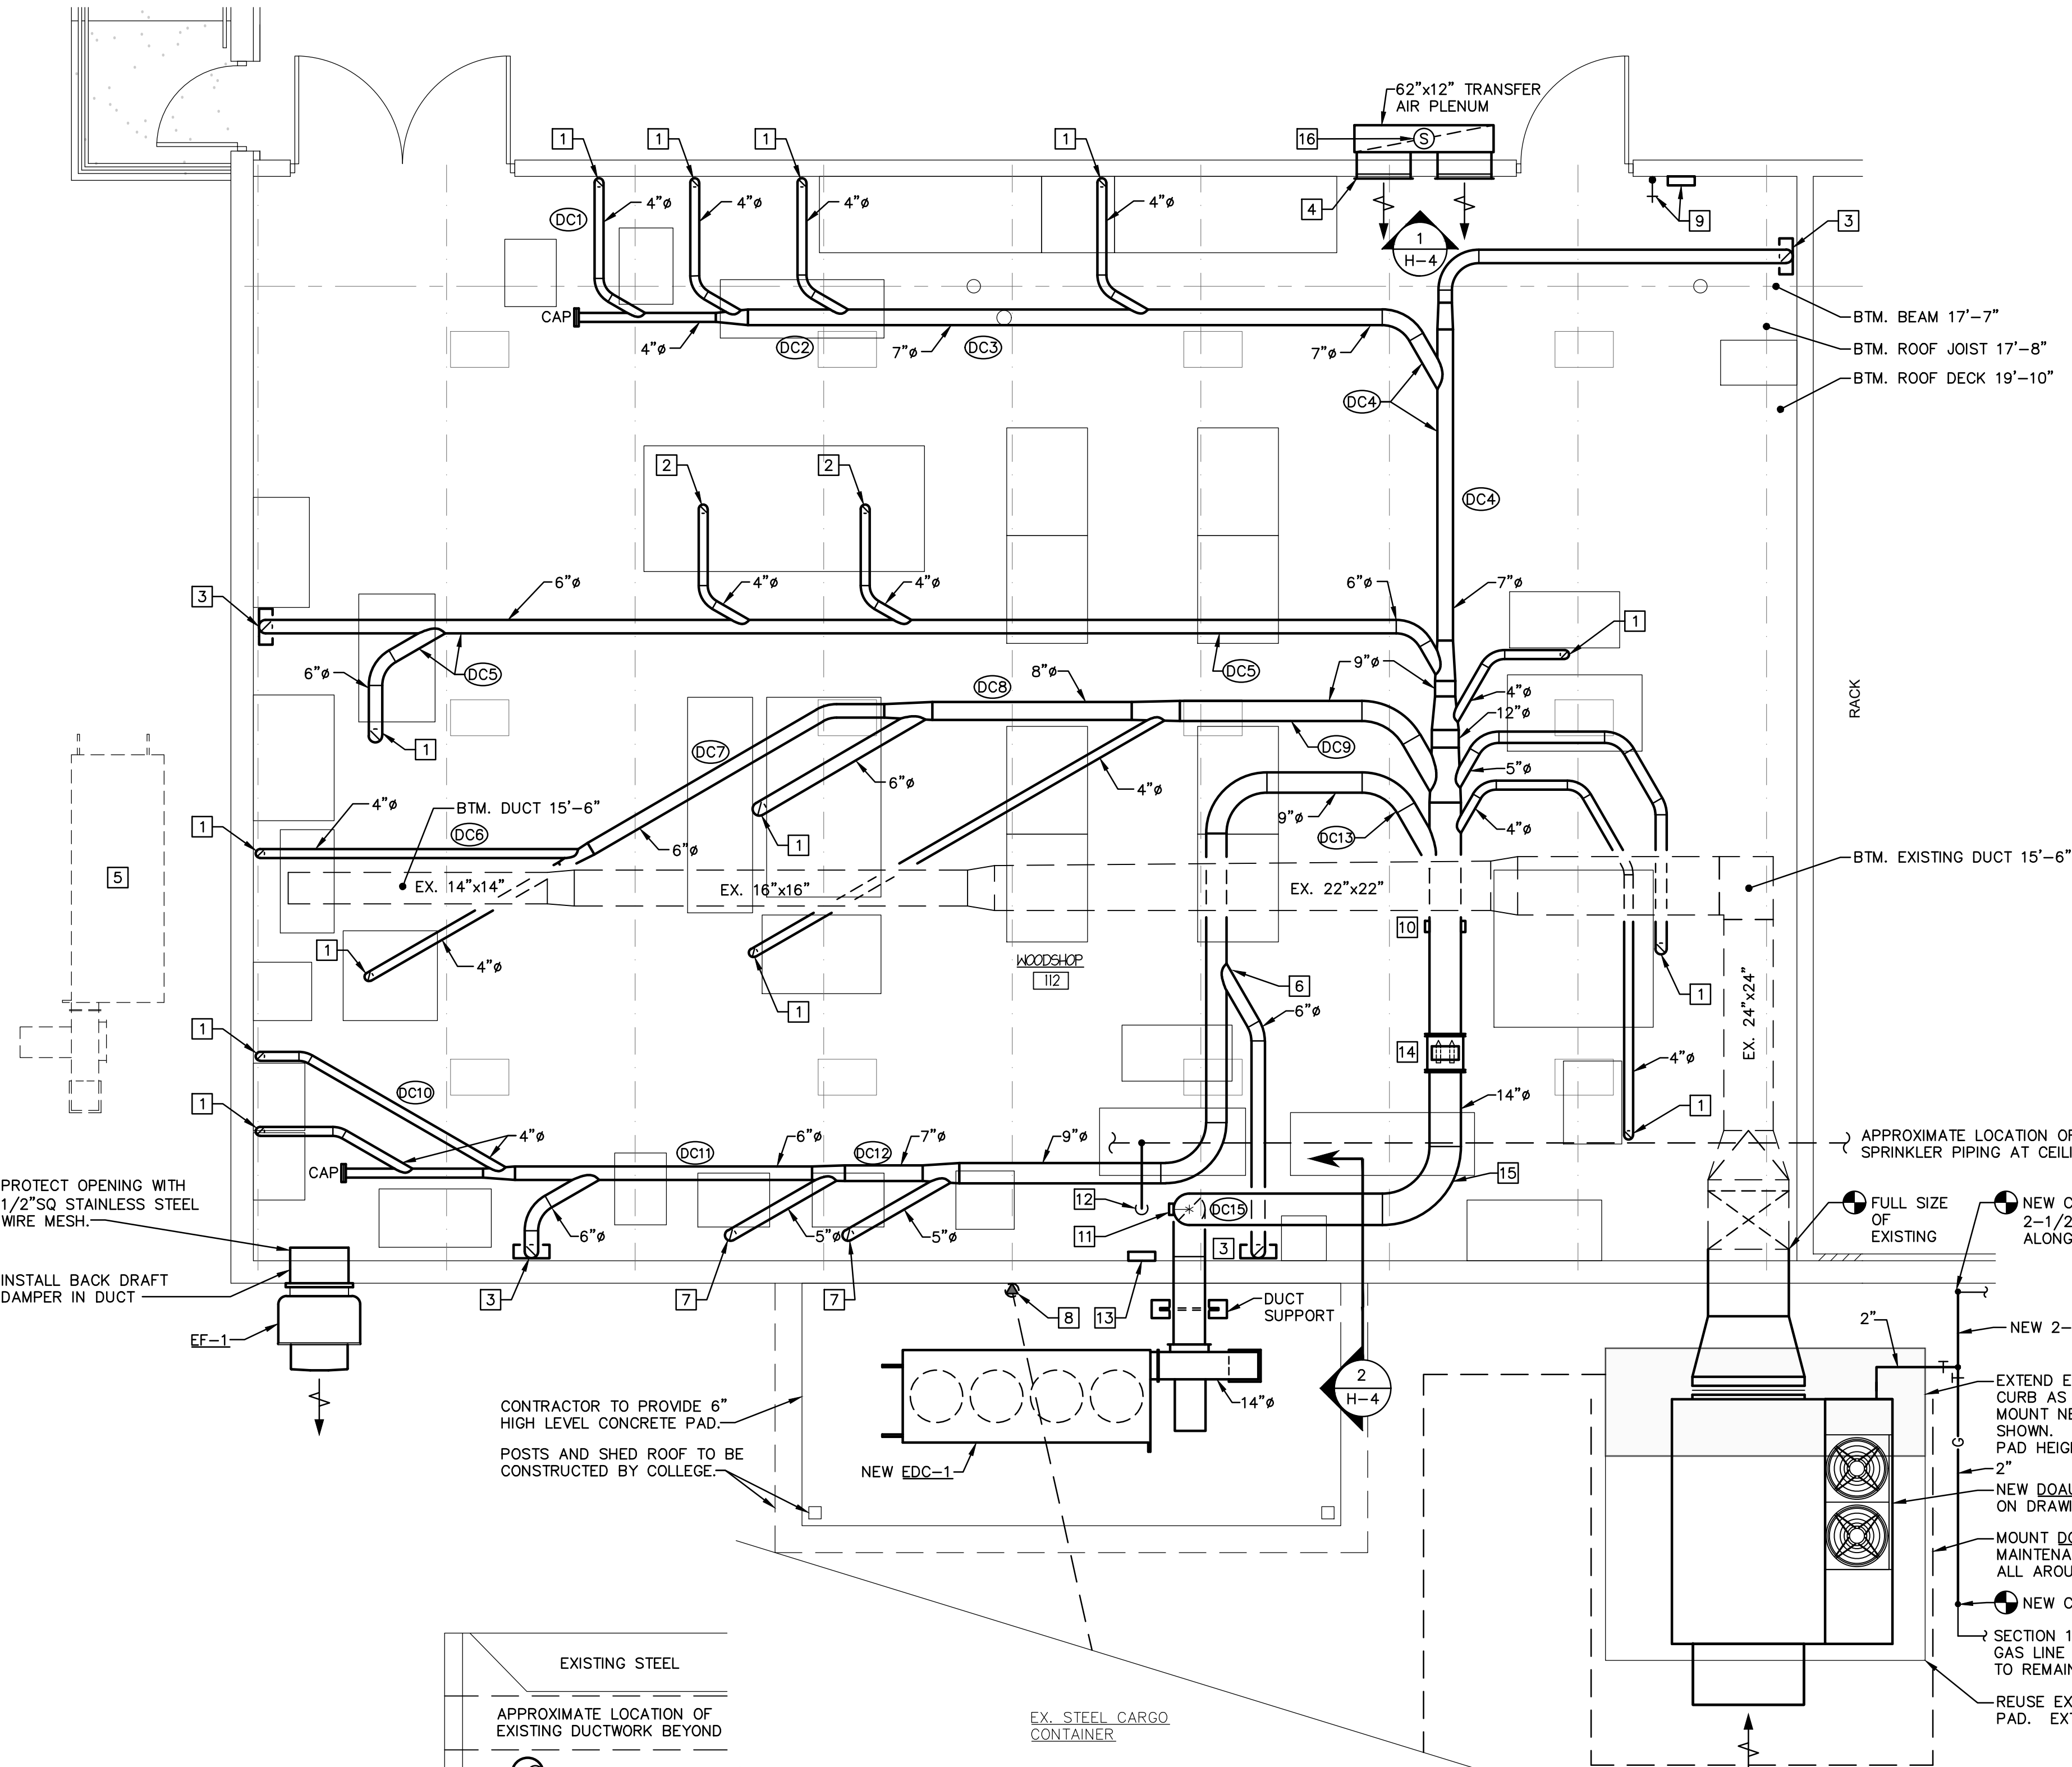 62"x12" TRANSFER
AIR PLENUM
1
1
1
1
16
S
4"ø
4"ø
4"ø
4"ø
DC1
4
9
3
1
H-4
CAP
4"ø
DC2
7"ø
DC3
7"ø
BTM. BEAM 17'-7"
BTM. ROOF JOIST 17'-8"
BTM. ROOF DECK 19'-10"
DC4
2
2
DC4
3
6"ø
4"ø
4"ø
6"ø
7"ø
1
6"ø
DC5
DC5
9"ø
8"ø
DC8
4"ø
12"ø
RACK
1
DC7
DC9
6"ø
4"ø
5"ø
4"ø
BTM. DUCT 15'-6"
1
DC6
6"ø
1
9"ø
DC13
4"ø
5
EX. 14"x14"
EX. 16"x16"
EX. 22"x22"
BTM. EXISTING DUCT 15'-6"
10
1
4"ø
WOODSHOP
112
1
6
6"ø
1
EX. 24"x24"
1
14
4"ø
DC10
14"ø
1
1
4"ø
6"ø
DC11
7"ø
DC12
9"ø
CAP
APPROXIMATE LOCATION OF
SPRINKLER PIPING AT CEILI
PROTECT OPENING WITH
1/2"SQ STAINLESS STEEL
WIRE MESH.
15
12
11
DC15
6"ø
5"ø
5"ø
3
FULL SIZE
OF
EXISTING
NEW C
2-1/2
ALONG
INSTALL BACK DRAFT
DAMPER IN DUCT
3
7
7
8
13
DUCT
SUPPORT
EF-1
2"
NEW 2-
2
H-4
14"ø
CONTRACTOR TO PROVIDE 6"
HIGH LEVEL CONCRETE PAD.
POSTS AND SHED ROOF TO BE
CONSTRUCTED BY COLLEGE.
NEW EDC-1
EXTEND E
CURB AS
MOUNT NE
SHOWN.
PAD HEIGH
G
2"
NEW DOAU
ON DRAWI
MOUNT DO
MAINTENA
ALL AROU
NEW C
SECTION 1
GAS LINE
TO REMAIN
REUSE EX
PAD. EXT
EXISTING STEEL
APPROXIMATE LOCATION OF
EXISTING DUCTWORK BEYOND
EX. STEEL CARGO
CONTAINER